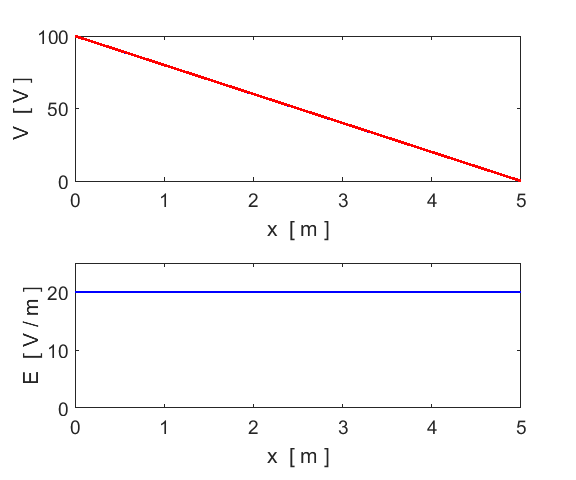 100
50
0
V [ V ]
0 1 2 3 4 5
x [ m ]
20
10
0
E [ V / m ]
0 1 2 3 4 5
x [ m ]